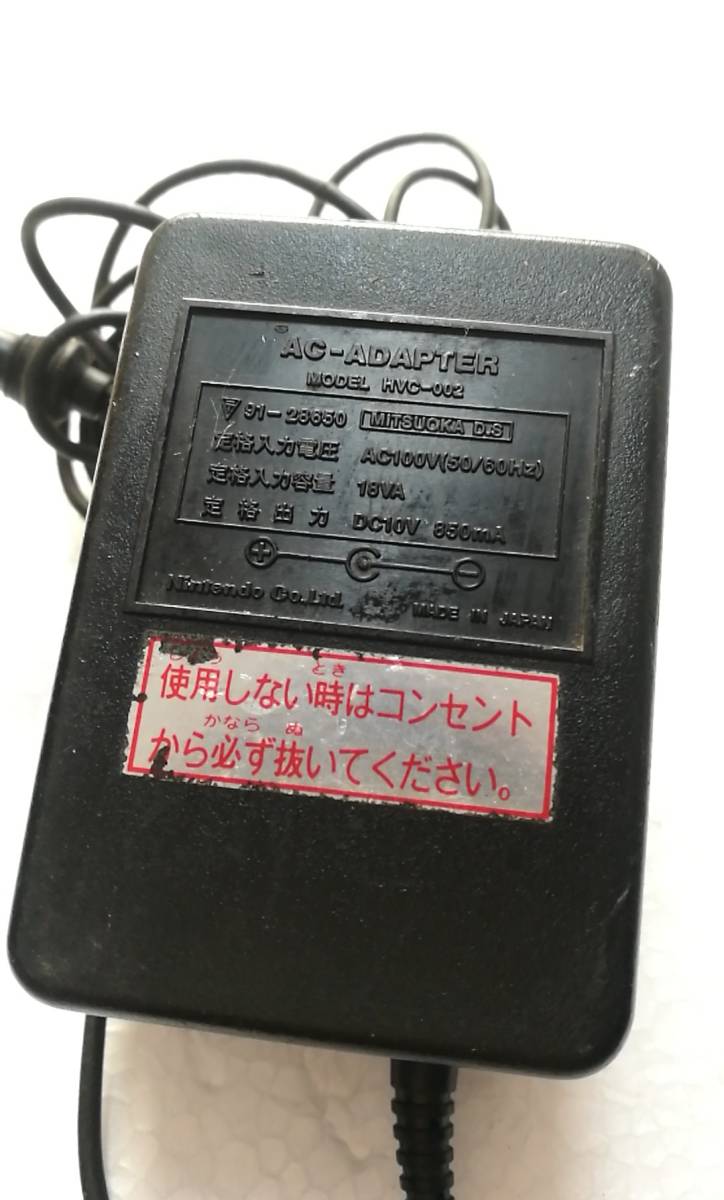 AC-ADAPTER
MODEL HVC-002
▽ 91-28650 MITSUOKA D.S
定格入力電圧 AC100V(50/60Hz)
定格入力容量 18VA
定格出力 DC10V 850mA
+ C −
Nintendo Co.,Ltd. MADE IN JAPAN
とき
使用しない時はコンセント
かなら ぬ
から必ず抜いてください。